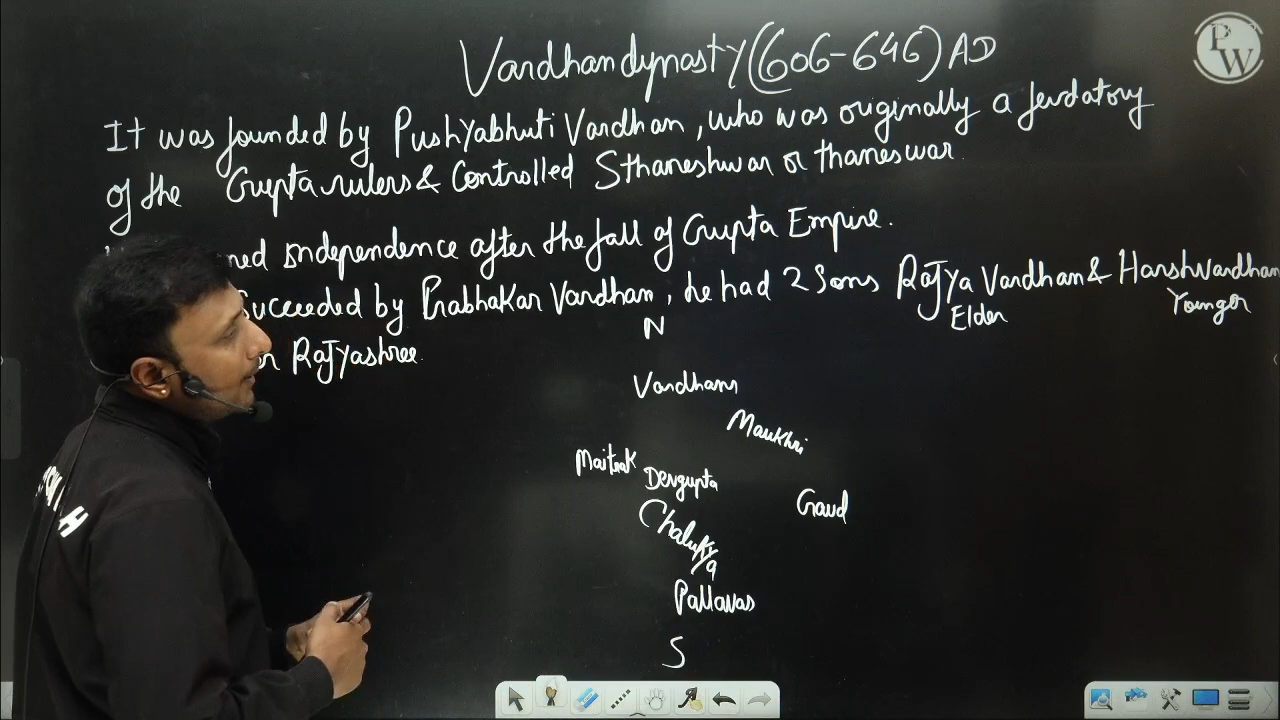 Vardhan dynasty (606-646) AD
PW
It was founded by Pushyabhuti Vardhan, who was originally a feudatory
of the Gupta rulers & Controlled Sthaneshwar or thaneswar.
ned independence after the fall of Gupta Empire.
Succeeded by Prabhakar Vardhan, he had 2 Sons Rajya Vardhan & Harshvardhan
Elder
Younger
Rajyashree.
N
Vardhans
Maukhri
Maitrak
Devgupta
Gaud
Chalukya
Pallavas
S